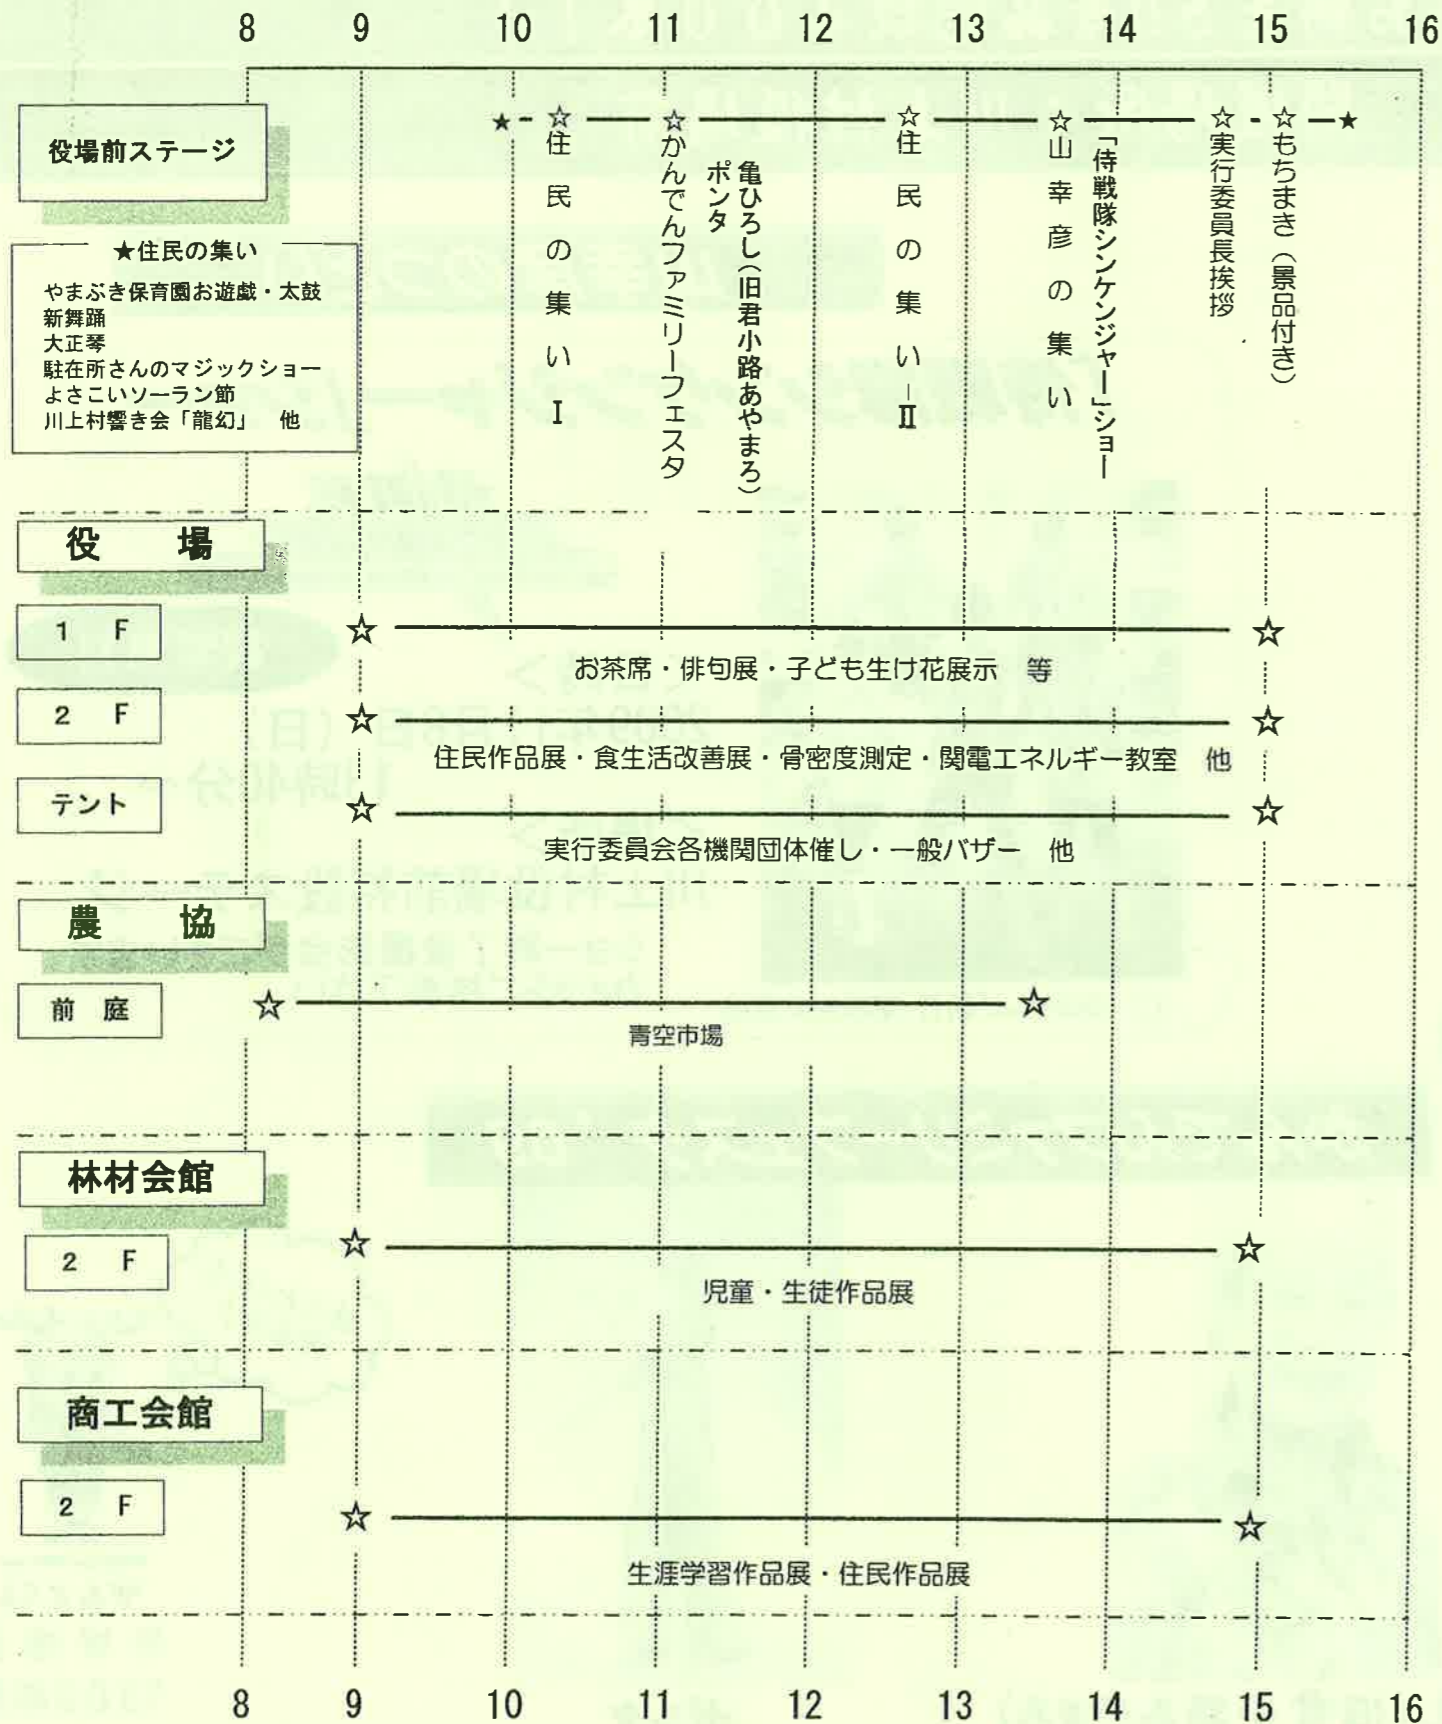 8 9 10 11 12 13 14 15 16
役場前ステージ
★ ☆ ☆ ☆ ☆ ☆ ☆ ★
住民の集い Ⅰ
かんでんファミリーフェスタ
亀ひろし（旧君小路あやまろ）
ポンタ
住民の集い－Ⅱ
山幸彦の集い
「侍戦隊シンケンジャー」ショー
実行委員長挨拶
もちまき（景品付き）
★住民の集い
やまぶき保育園お遊戯・太鼓
新舞踊
大正琴
駐在所さんのマジックショー
よさこいソーラン節
川上村響き会「龍幻」　他
役　場
1　F
☆ ☆
お茶席・俳句展・子ども生け花展示　等
2　F
☆ ☆
住民作品展・食生活改善展・骨密度測定・関電エネルギー教室　他
テント
☆ ☆
実行委員会各機関団体催し・一般バザー　他
農　協
前　庭
☆ ☆
青空市場
林材会館
2　F
☆ ☆
児童・生徒作品展
商工会館
2　F
☆ ☆
生涯学習作品展・住民作品展
8 9 10 11 12 13 14 15 16